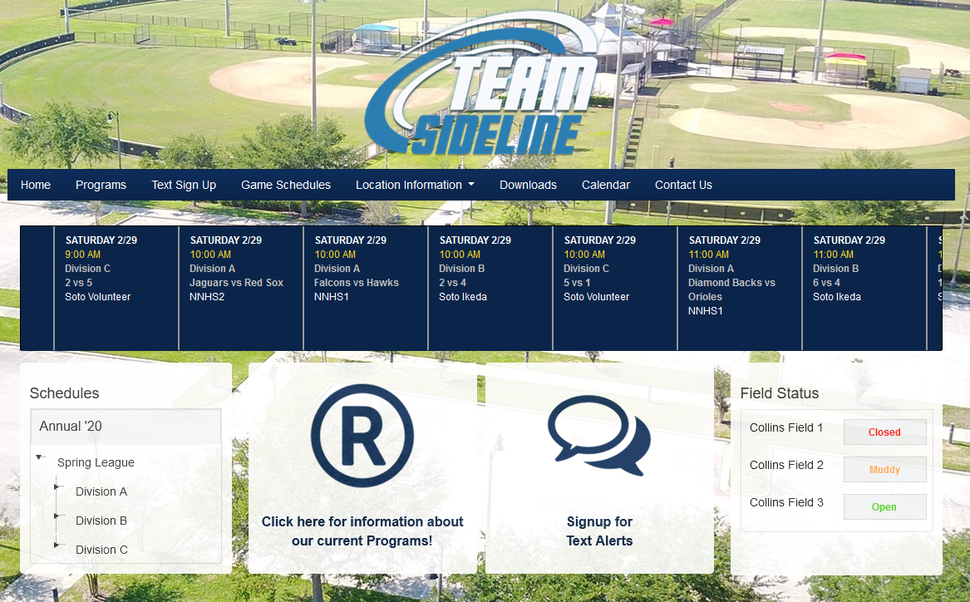 TEAM
SIDELINE
Home Programs Text Sign Up Game Schedules Location Information Downloads Calendar Contact Us
SATURDAY 2/29
9:00 AM
Division C
2 vs 5
Soto Volunteer
SATURDAY 2/29
10:00 AM
Division A
Jaguars vs Red Sox
NNHS2
SATURDAY 2/29
10:00 AM
Division A
Falcons vs Hawks
NNHS1
SATURDAY 2/29
10:00 AM
Division B
2 vs 4
Soto Ikeda
SATURDAY 2/29
10:00 AM
Division C
5 vs 1
Soto Volunteer
SATURDAY 2/29
11:00 AM
Division A
Diamond Backs vs
Orioles
NNHS1
SATURDAY 2/29
11:00 AM
Division B
6 vs 4
Soto Ikeda
Schedules
Annual '20
Spring League
Division A
Division B
Division C
R
Click here for information about
our current Programs!
Signup for
Text Alerts
Field Status
Collins Field 1 Closed
Collins Field 2 Muddy
Collins Field 3 Open